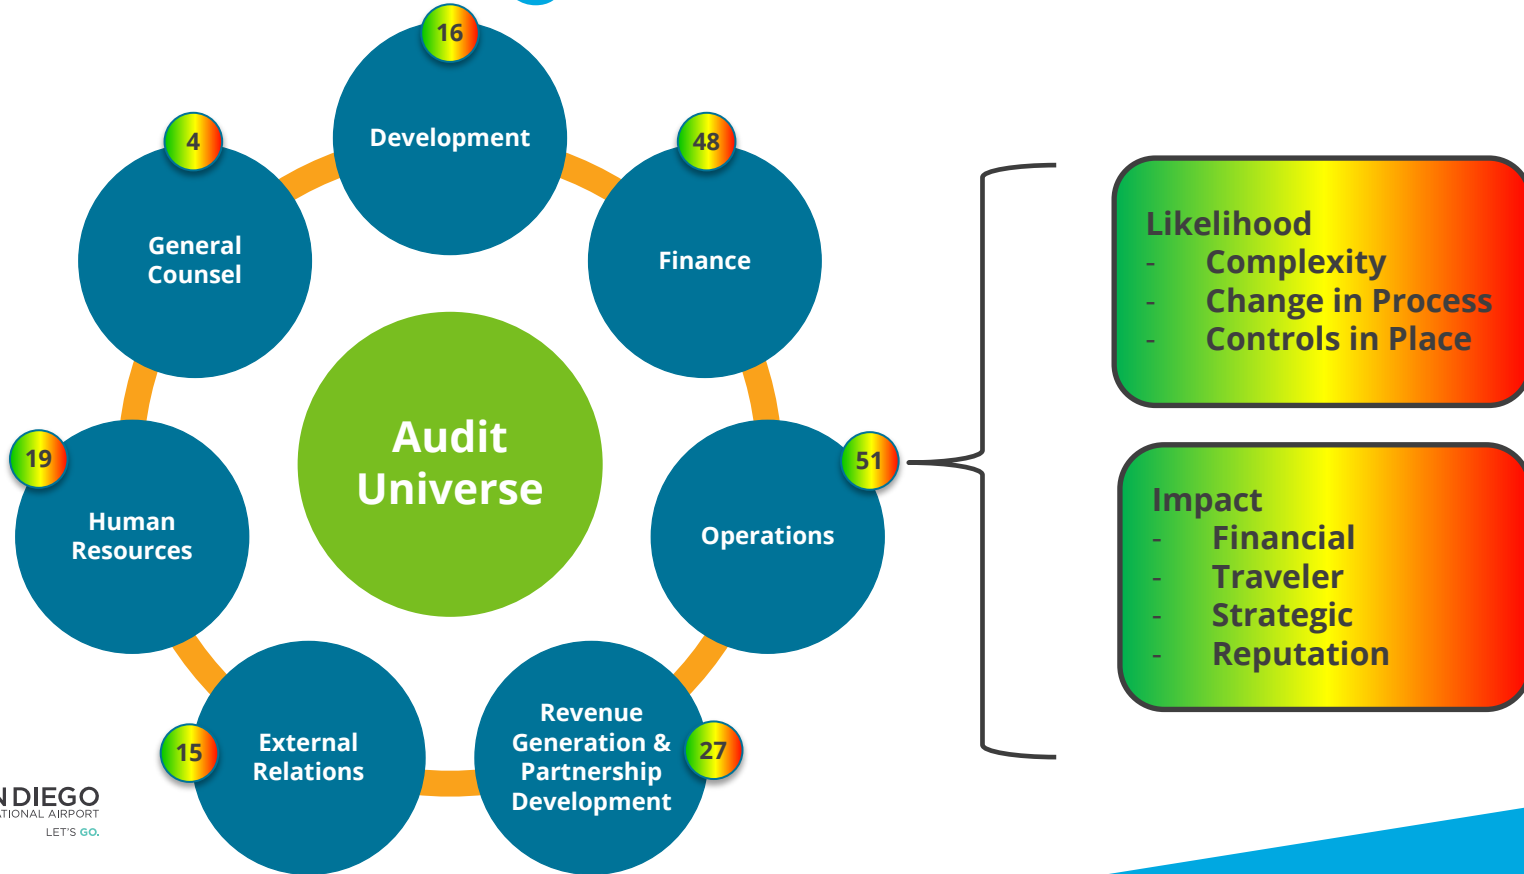 16
Development
4
General
Counsel
48
Finance
Audit
Universe
19
Human
Resources
51
Operations
15
External
Relations
Revenue
Generation &
Partnership
Development
27
Likelihood
- Complexity
- Change in Process
- Controls in Place
Impact
- Financial
- Traveler
- Strategic
- Reputation
DIEGO
AIRPORT
LET'S GO.